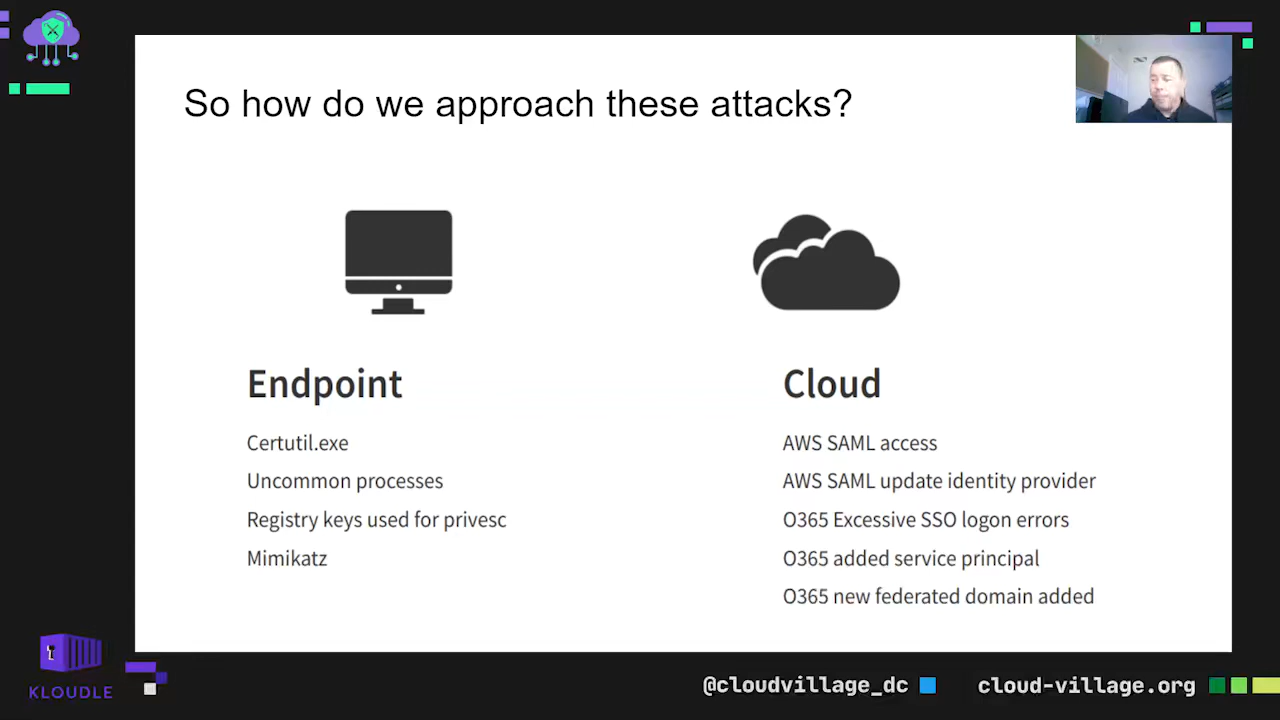 So how do we approach these attacks?
Endpoint
Certutil.exe
Uncommon processes
Registry keys used for privesc
Mimikatz
Cloud
AWS SAML access
AWS SAML update identity provider
O365 Excessive SSO logon errors
O365 added service principal
O365 new federated domain added
KLOUDLE
@cloudvillage_dc
cloud-village.org